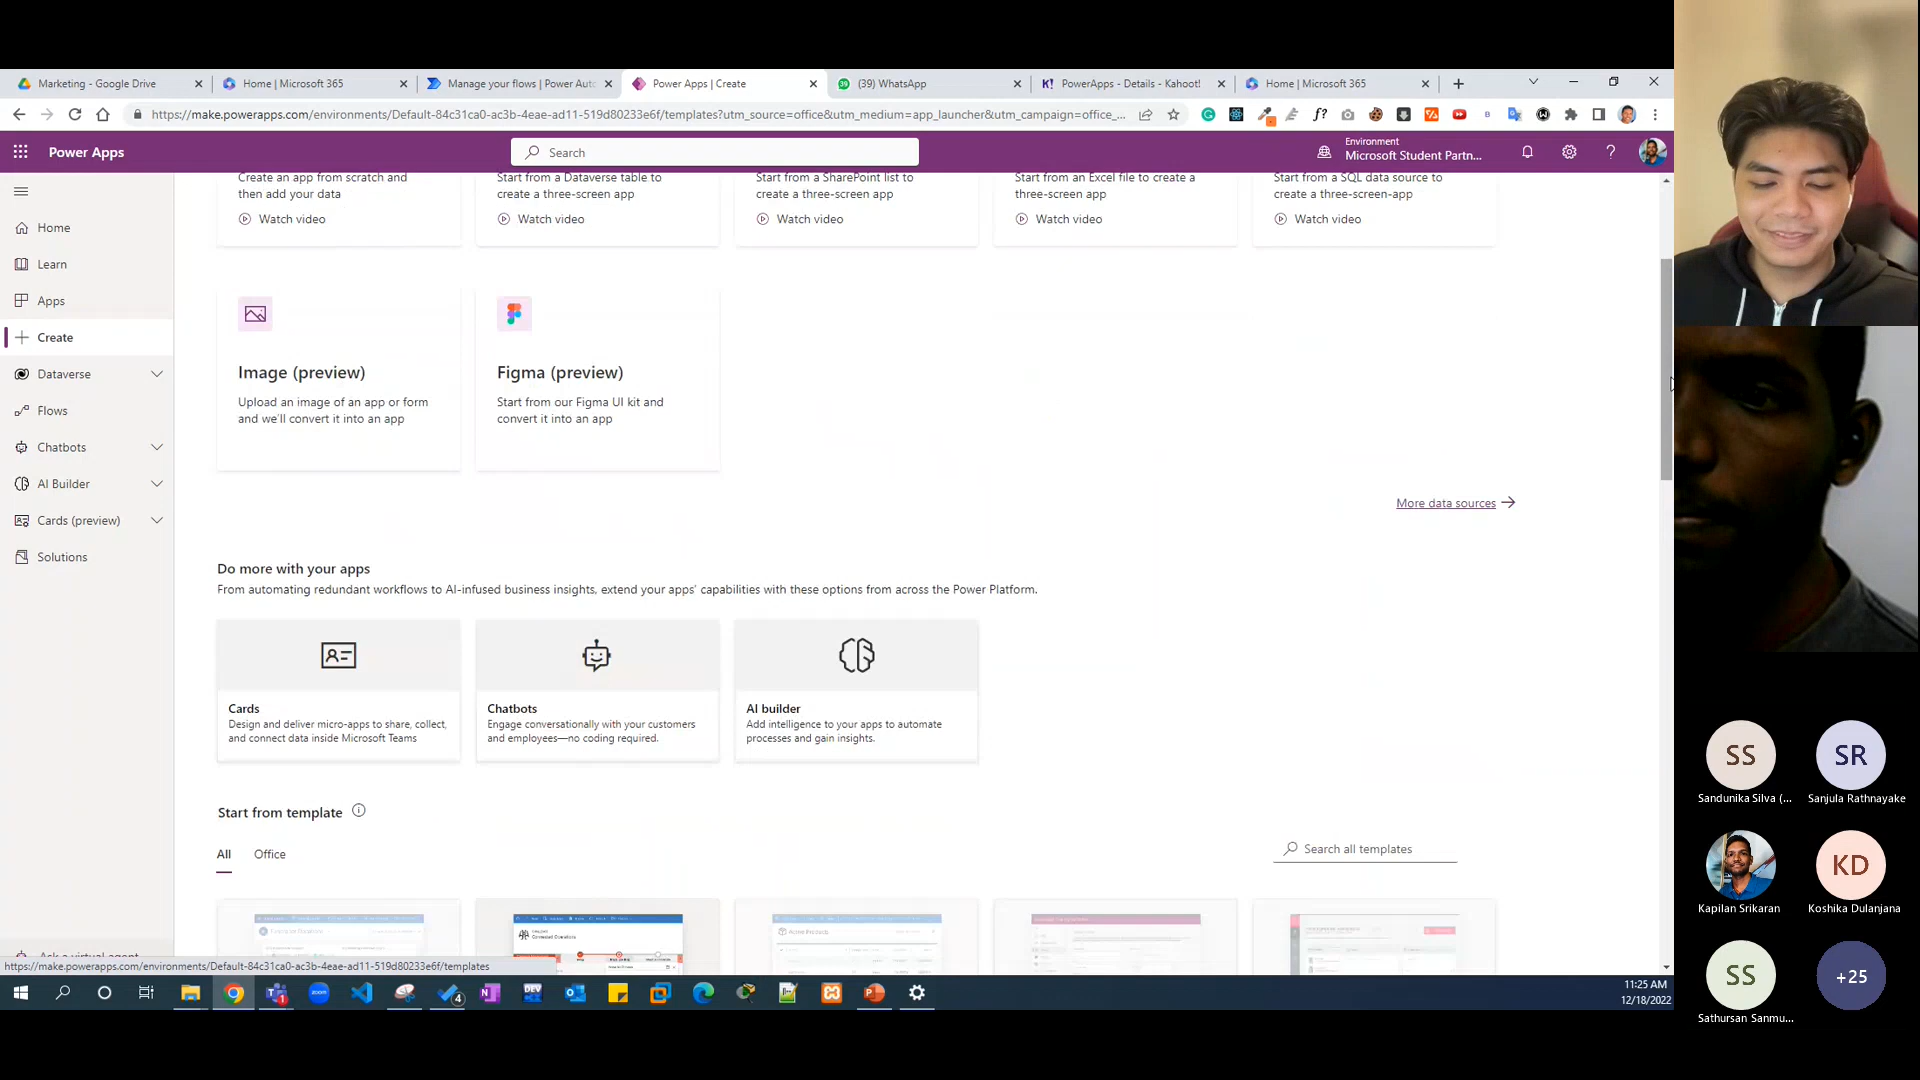 Marketing - Google Drive
Home | Microsoft 365
Manage your flows | Power Auto
Power Apps | Create
(39) WhatsApp
K! PowerApps - Details - Kahoot!
Home | Microsoft 365
https://make.powerapps.com/environments/Default-84c31ca0-ac3b-4eae-ad11-519d80233e6f/templates?utm_source=office&utm_medium=app_launcher&utm_campaign=office_...
Power Apps
Search
Environment
Microsoft Student Partn...
Home
Learn
Apps
Create
Dataverse
Flows
Chatbots
AI Builder
Cards (preview)
Solutions
Ask a virtual agent
Create an app from scratch and
then add your data
Watch video
Start from a Dataverse table to
create a three-screen app
Watch video
Start from a SharePoint list to
create a three-screen app
Watch video
Start from an Excel file to create a
three-screen app
Watch video
Start from a SQL data source to
create a three-screen-app
Watch video
Image (preview)
Upload an image of an app or form
and we'll convert it into an app
Figma (preview)
Start from our Figma UI kit and
convert it into an app
More data sources
Do more with your apps
From automating redundant workflows to AI-infused business insights, extend your apps' capabilities with these options from across the Power Platform.
Cards
Design and deliver micro-apps to share, collect,
and connect data inside Microsoft Teams
Chatbots
Engage conversationally with your customers
and employees—no coding required.
AI builder
Add intelligence to your apps to automate
processes and gain insights.
Start from template
All
Office
Search all templates
https://make.powerapps.com/environments/Default-84c31ca0-ac3b-4eae-ad11-519d80233e6f/templates
11:25 AM
12/18/2022
SS
Sandunika Silva (...
SR
Sanjula Rathnayake
Kapilan Srikaran
KD
Koshika Dulanjana
SS
Sathursan Sanmu...
+25